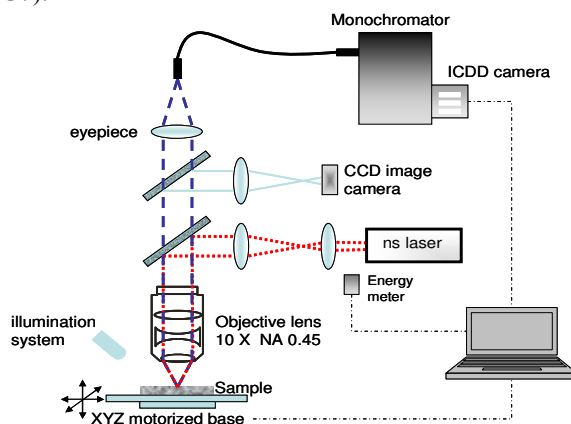 Monochromator
ICDD camera
eyepiece
CCD image
camera
ns laser
Energy
meter
illumination
system
Objective lens
10 X NA 0.45
Sample
XYZ motorized base